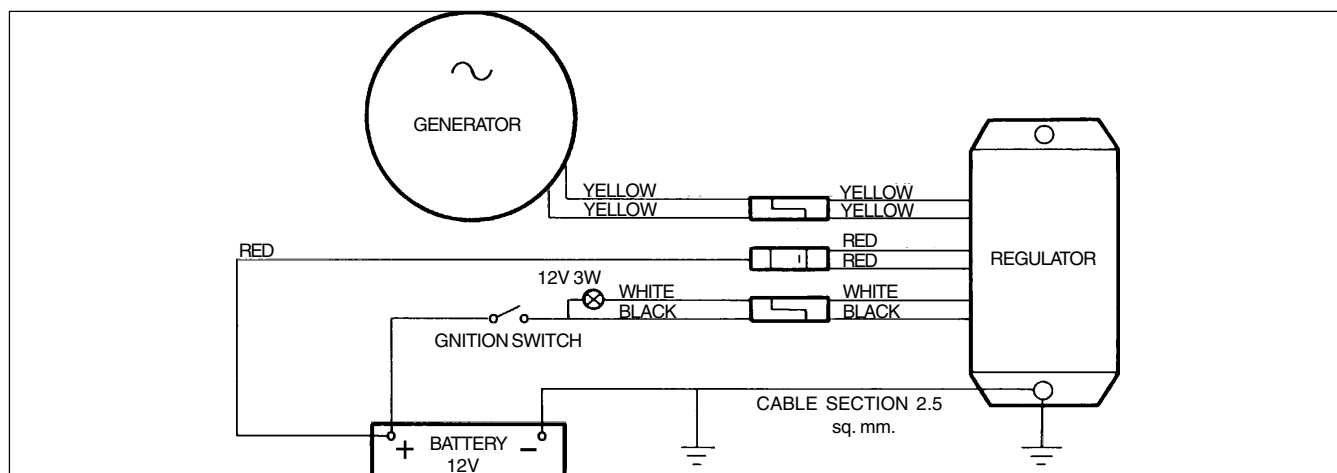 GENERATOR
YELLOW YELLOW
YELLOW YELLOW
RED
RED
RED
REGULATOR
12V 3W
WHITE WHITE
BLACK BLACK
GNITION SWITCH
CABLE SECTION 2.5
sq. mm.
+ BATTERY -
12V